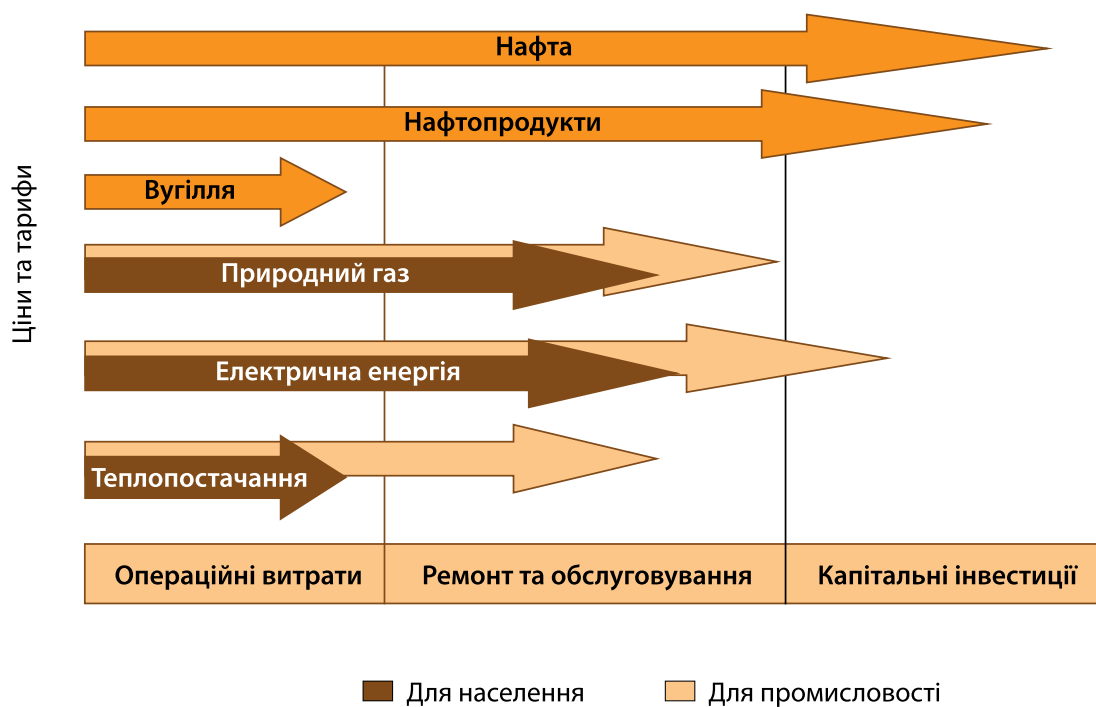 Ціни та тарифи
Нафта
Нафтопродукти
Вугілля
Природний газ
Електрична енергія
Теплопостачання
Операційні витрати
Ремонт та обслуговування
Капітальні інвестиції
Для населення
Для промисловості